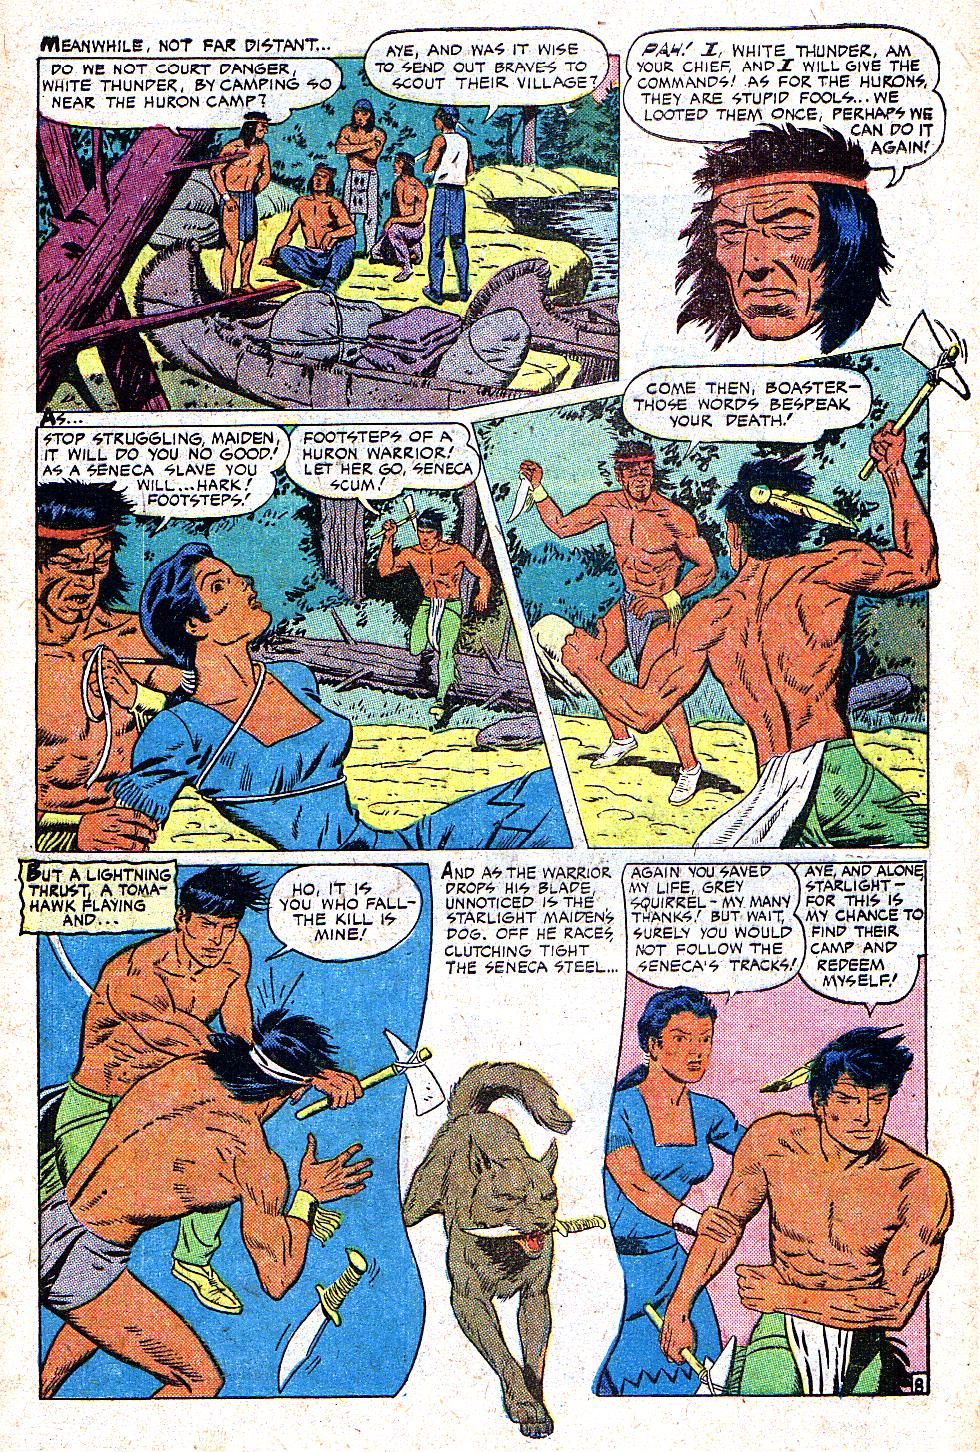 MEANWHILE, NOT FAR DISTANT...
DO WE NOT COURT DANGER,
WHITE THUNDER, BY CAMPING SO
NEAR THE HURON CAMP?
AYE, AND WAS IT WISE
TO SEND OUT BRAVES TO
SCOUT THEIR VILLAGE?
PAH! I, WHITE THUNDER, AM
YOUR CHIEF, AND I WILL GIVE THE
COMMANDS! AS FOR THE HURONS,
THEY ARE STUPID FOOLS... WE
LOOTED THEM ONCE, PERHAPS WE
CAN DO IT
AGAIN!
AS...
STOP STRUGGLING, MAIDEN,
IT WILL DO YOU NO GOOD!
AS A SENECA SLAVE YOU
WILL...HARK!
FOOTSTEPS!
FOOTSTEPS OF A
HURON WARRIOR!
LET HER GO, SENECA
SCUM!
COME THEN, BOASTER—
THOSE WORDS BESPEAK
YOUR DEATH!
BUT A LIGHTNING
THRUST, A TOMA-
HAWK FLAYING
AND...
HO, IT IS
YOU WHO FALL—
THE KILL IS
MINE!
AND AS THE WARRIOR
DROPS HIS BLADE,
UNNOTICED IS THE
STARLIGHT MAIDENS
DOG. OFF HE RACES,
CLUTCHING TIGHT
THE SENECA STEEL...
AGAIN YOU SAVED
MY LIFE, GREY
SQUIRREL - MY MANY
THANKS! BUT WAIT,
SURELY YOU WOULD
NOT FOLLOW THE
SENECA'S TRACKS!
AYE, AND ALONE,
STARLIGHT—
FOR THIS IS
MY CHANCE TO
FIND THEIR
CAMP AND
REDEEM
MYSELF!
8